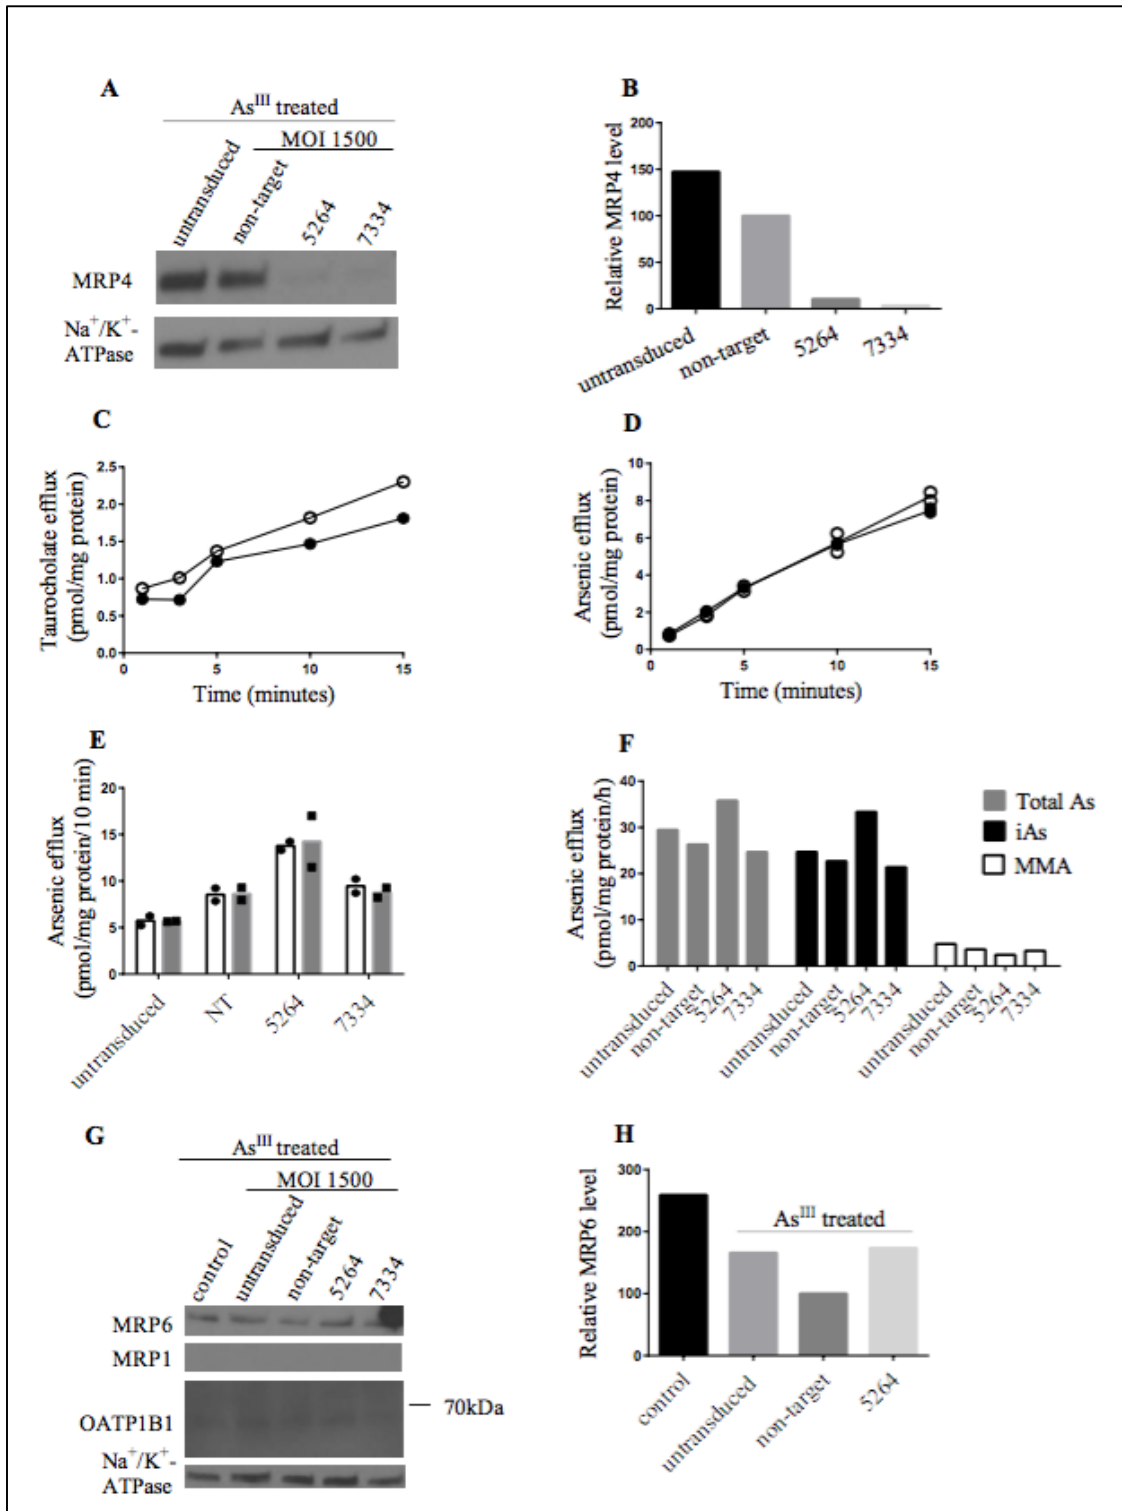 A
As^III treated
MOI 1500
untransduced
non-target
5264
7334
MRP4
Na^+/K^+-
ATPase
B
Relative MRP4 level
200
150
100
50
0
untransduced
non-target
5264
7334
C
Taurocholate efflux
(pmol/mg protein)
2.5
2.0
1.5
1.0
0.5
0.0
0
5
10
15
Time (minutes)
D
Arsenic efflux
(pmol/mg protein)
10
8
6
4
2
0
0
5
10
15
Time (minutes)
E
Arsenic efflux
(pmol/mg protein/10 min)
20
15
10
5
0
untransduced
NT
5264
7334
F
Arsenic efflux
(pmol/mg protein/h)
40
30
20
10
0
Total As
iAs
MMA
untransduced
non-target
5264
7334
untransduced
non-target
5264
7334
untransduced
non-target
5264
7334
G
As^III treated
MOI 1500
control
untransduced
non-target
5264
7334
MRP6
MRP1
70kDa
OATP1B1
Na^+/K^+-
ATPase
H
Relative MRP6 level
300
200
100
0
As^III treated
control
untransduced
non-target
5264